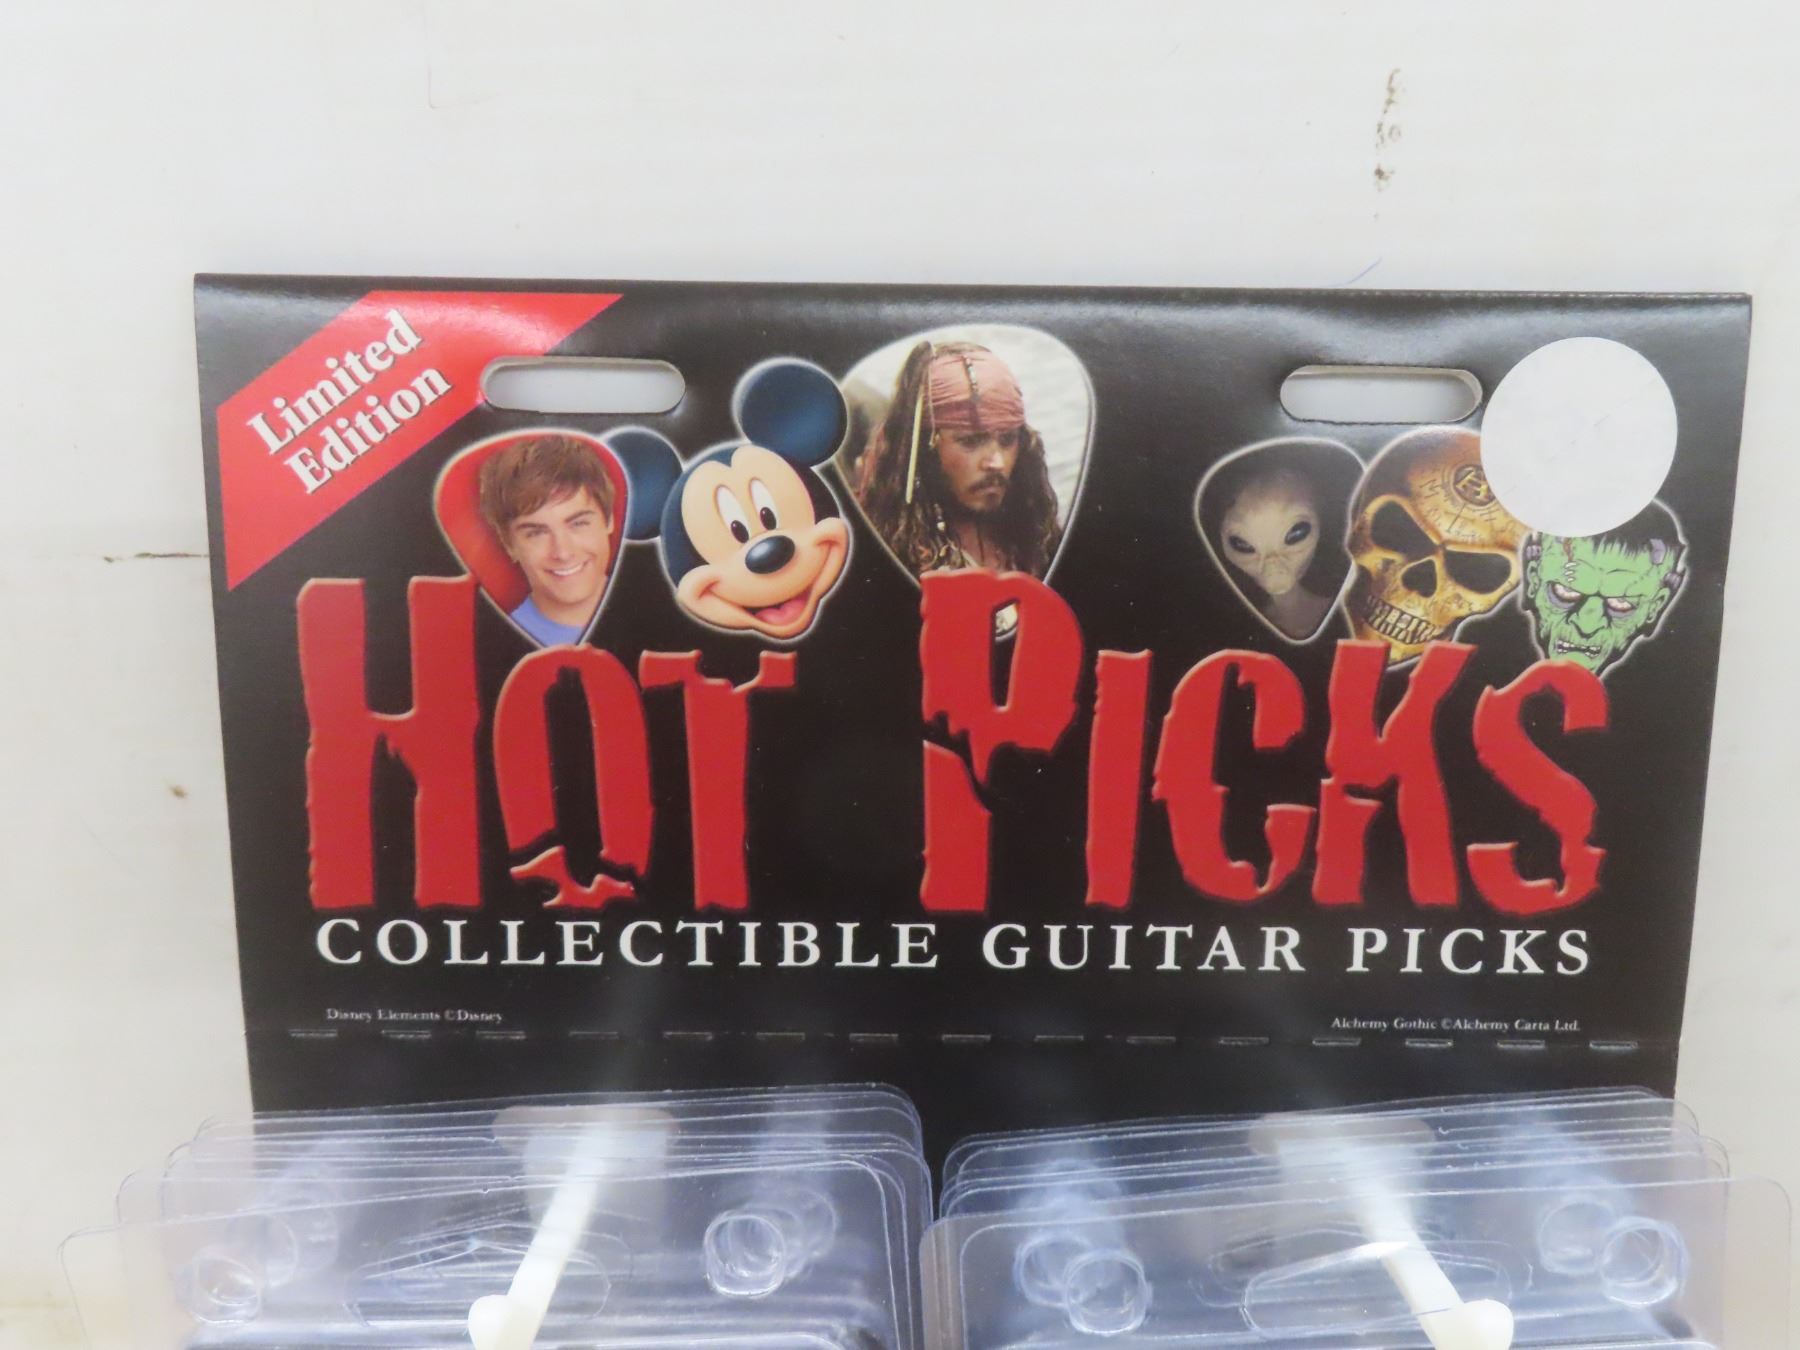 Limited
Edition
HOT PICKS
COLLECTIBLE GUITAR PICKS
Disney Elements ©Disney
Alchemy Gothic ©Alchemy Carta Ltd.